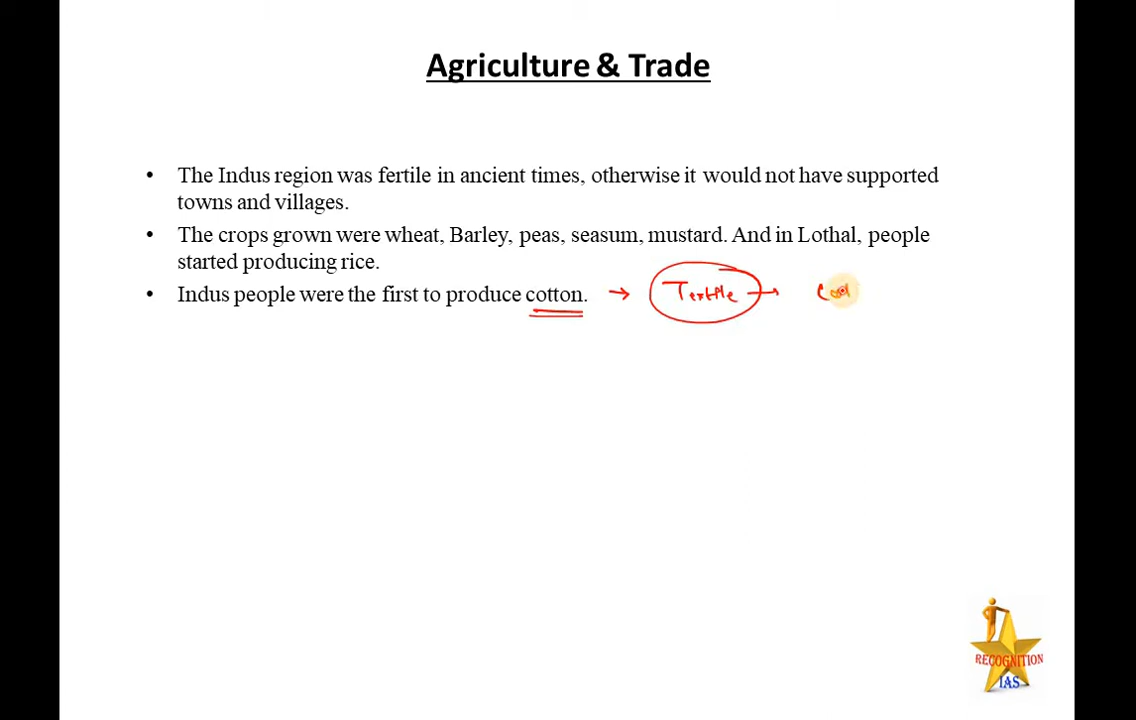 Agriculture & Trade
• The Indus region was fertile in ancient times, otherwise it would not have supported
towns and villages.
• The crops grown were wheat, Barley, peas, seasum, mustard. And in Lothal, people
started producing rice.
• Indus people were the first to produce cotton. → Textile →
RECOGNITION
IAS